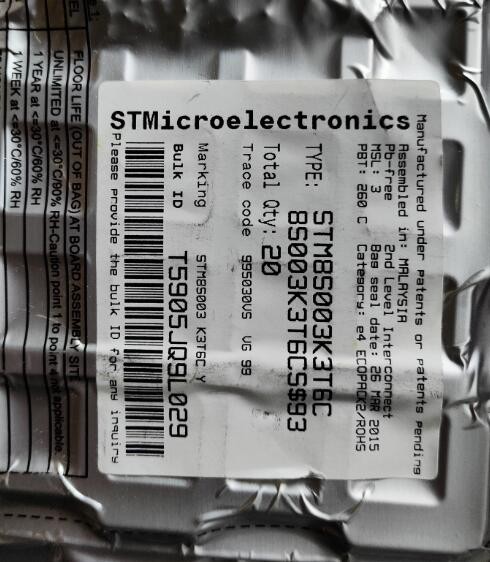 STMicroelectronics
Manufactured under patents or patents pending
Assembled in: MALAYSIA
Pb-free 2nd Level Interconnect
MSL: 3 Bag seal date: 26 MAR 2015
PBT: 260 C Category: e4 ECOPACK2/ROHS
TYPE: STM8S003K3T6C
8S003K3T6CS$93
Total Qty: 20
Trace code 995030VS VG 99
Marking STM8S003 K3T6C Y
Bulk ID T5905JQ9L029
Please provide the bulk ID for any inquiry
FLOOR LIFE (OUT OF BAG) AT BOARD ASSEMBLY SITE
UNLIMITED at <=30°C/90% RH-Caution point 1 to point 4 not applicable
1 YEAR at <=30°C/60% RH
1 WEEK at <=30°C/60% RH